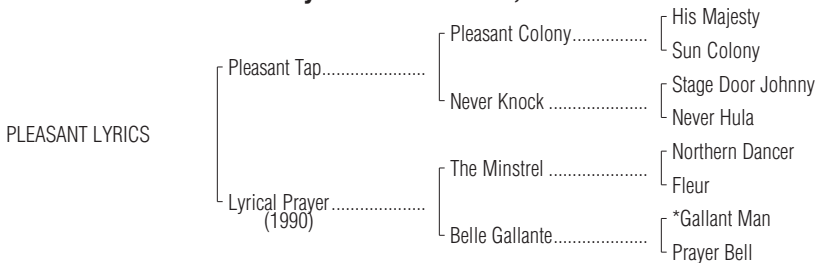 His Majesty
Pleasant Colony................
Sun Colony
Pleasant Tap......................
Stage Door Johnny
Never Knock .....................
Never Hula
PLEASANT LYRICS
Northern Dancer
The Minstrel ......................
Fleur
Lyrical Prayer....................
(1990)
*Gallant Man
Belle Gallante....................
Prayer Bell